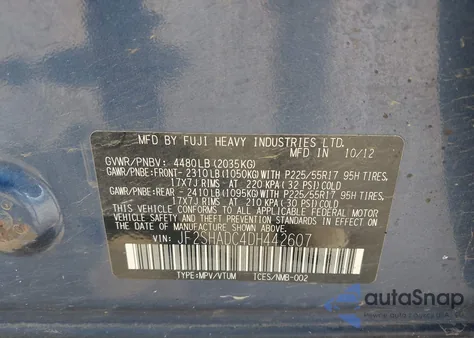 MFD. BY FUJI HEAVY INDUSTRIES LTD.
MFD IN 10/12
GVWR/PNBV: 4480LB (2035KG)
GAWR/PNBE:FRONT- 2310LB(1050KG)WITH P225/55R17 95H TIRES,
17X7J RIMS - AT 220 KPA (32 PSI)COLD
GAWR/PNBE:REAR - 2410LB(1095KG)WITH P225/55R17 95H TIRES,
17X7J RIMS - AT 210 KPA (30 PSI)COLD
THIS VEHICLE CONFORMS TO ALL APPLICABLE FEDERAL MOTOR
VEHICLE SAFETY, BUMPER, AND THEFT PREVENTION STANDARDS IN EFFECT
ON THE DATE OF MANUFACTURE SHOWN ABOVE.
VIN: JF2SHADC4DH442607
TYPE:MPV/VTUM ICES/NMB-002
autoSnap